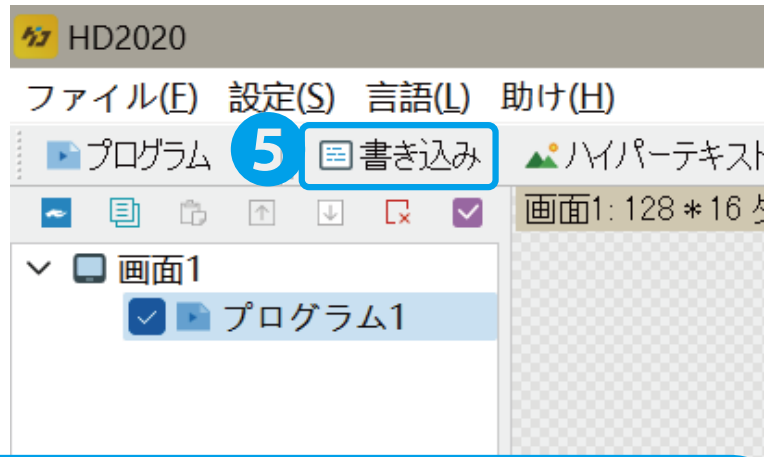 HD2020
ファイル(F) 設定(S) 言語(L) 助け(H)
プログラム 5 書き込み ハイパーテキスト
画面1: 128 * 16
画面1
プログラム1